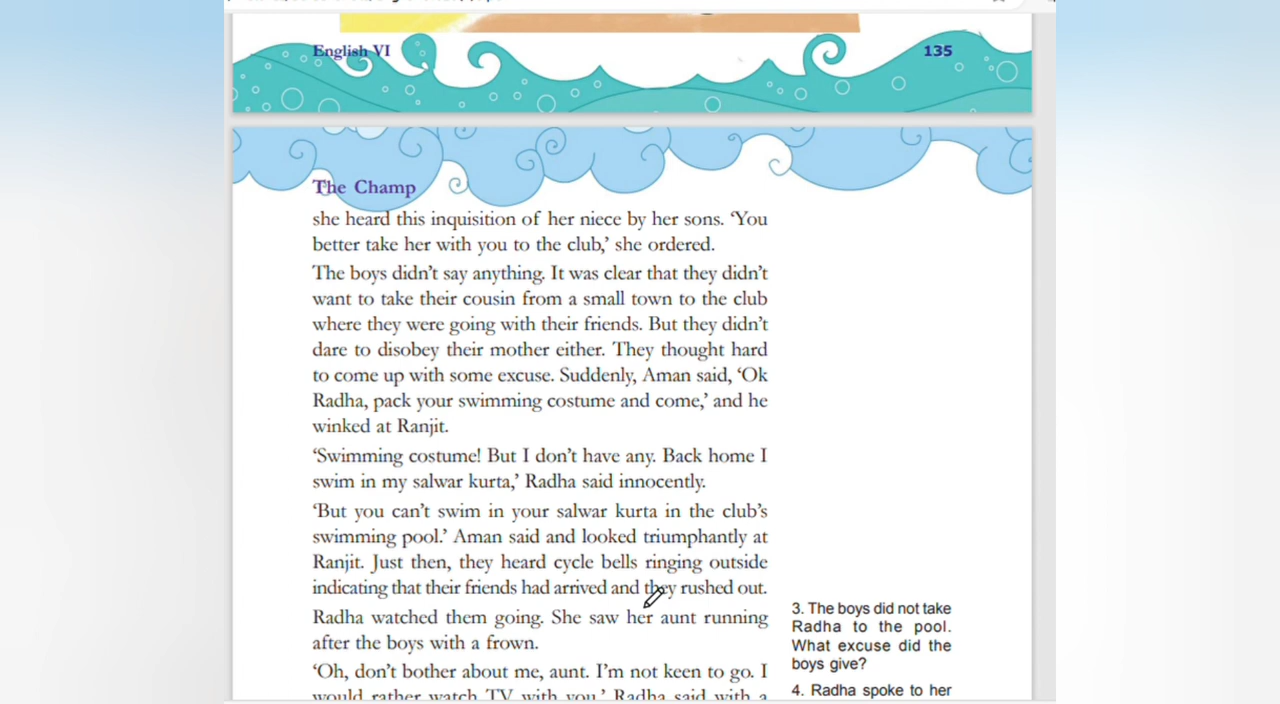 English VI
135
The Champ
she heard this inquisition of her niece by her sons. ‘You
better take her with you to the club,’ she ordered.
The boys didn’t say anything. It was clear that they didn’t
want to take their cousin from a small town to the club
where they were going with their friends. But they didn’t
dare to disobey their mother either. They thought hard
to come up with some excuse. Suddenly, Aman said, ‘Ok
Radha, pack your swimming costume and come,’ and he
winked at Ranjit.
‘Swimming costume! But I don’t have any. Back home I
swim in my salwar kurta,’ Radha said innocently.
‘But you can’t swim in your salwar kurta in the club’s
swimming pool.’ Aman said and looked triumphantly at
Ranjit. Just then, they heard cycle bells ringing outside
indicating that their friends had arrived and they rushed out.
Radha watched them going. She saw her aunt running
after the boys with a frown.
‘Oh, don’t bother about me, aunt. I’m not keen to go. I
would rather watch TV with you,’ Radha said with a
3. The boys did not take
Radha to the pool.
What excuse did the
boys give?
4. Radha spoke to her